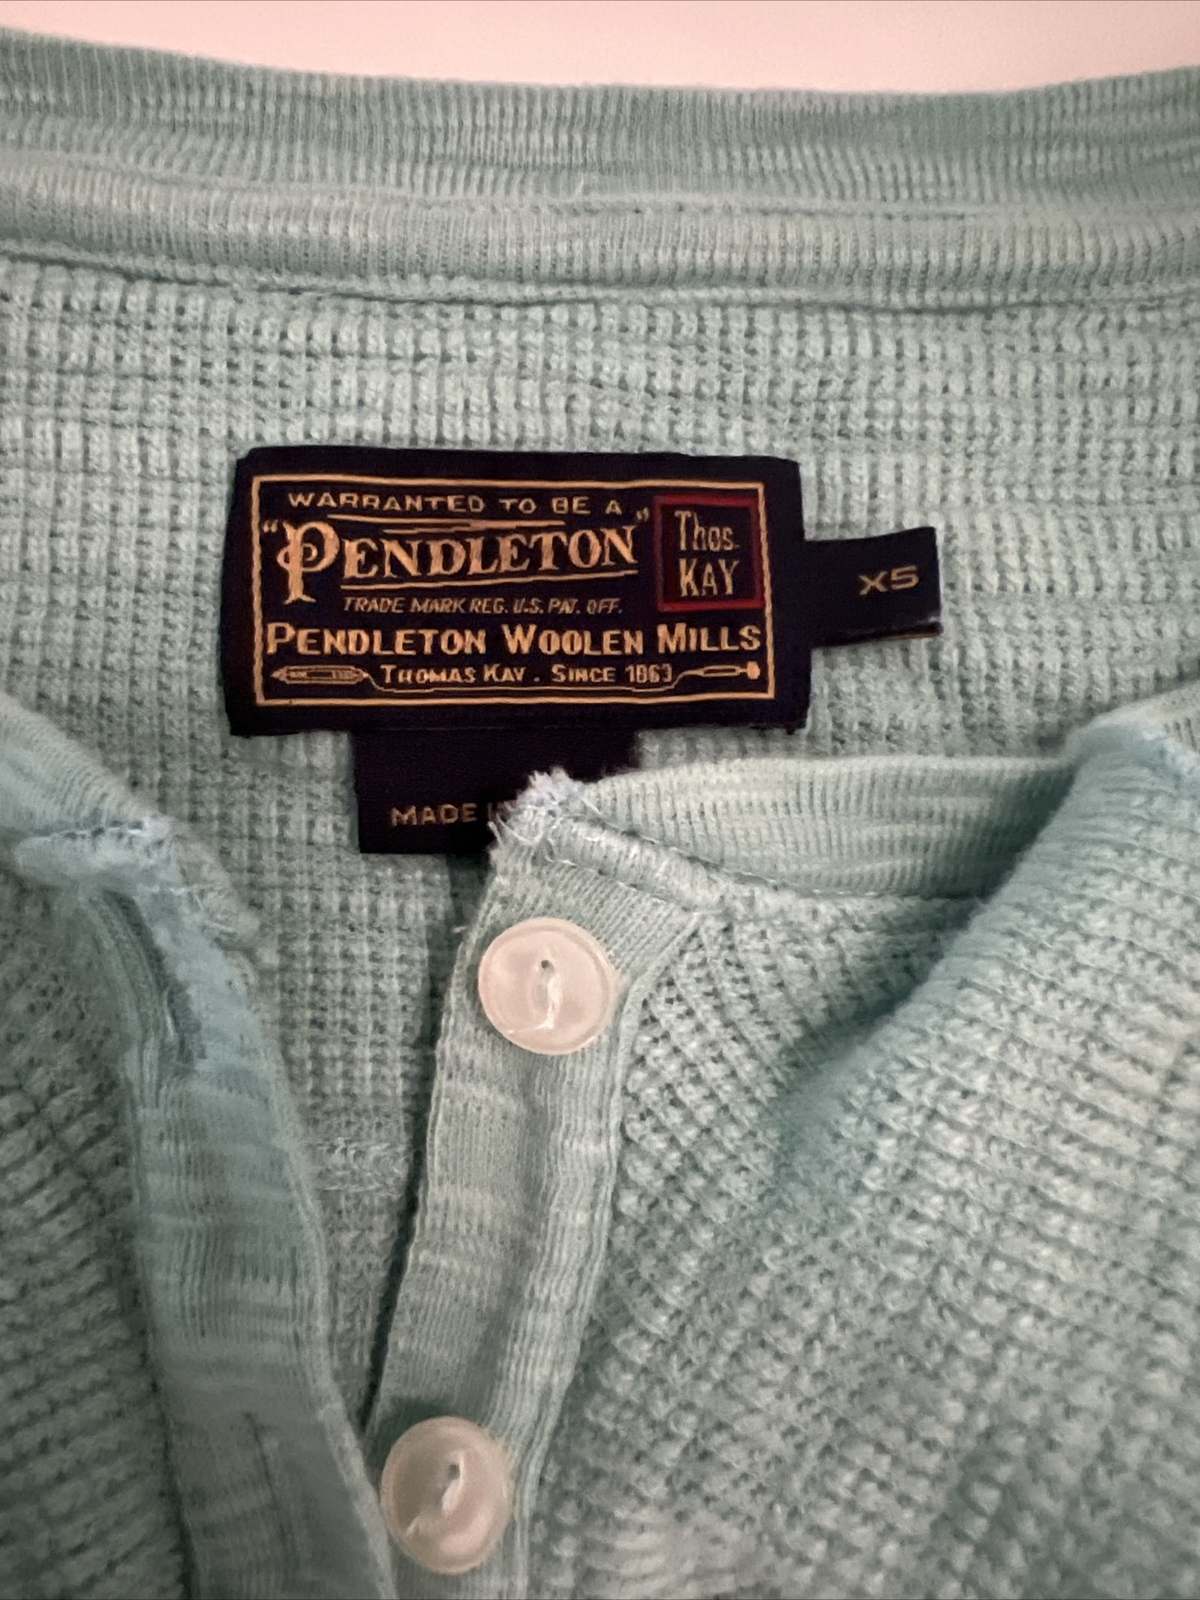 WARRANTED TO BE A
"PENDLETON"
Thos.
KAY
TRADE MARK REG. U.S. PAT. OFF.
PENDLETON WOOLEN MILLS
THOMAS KAY . SINCE 1863
XS
MADE